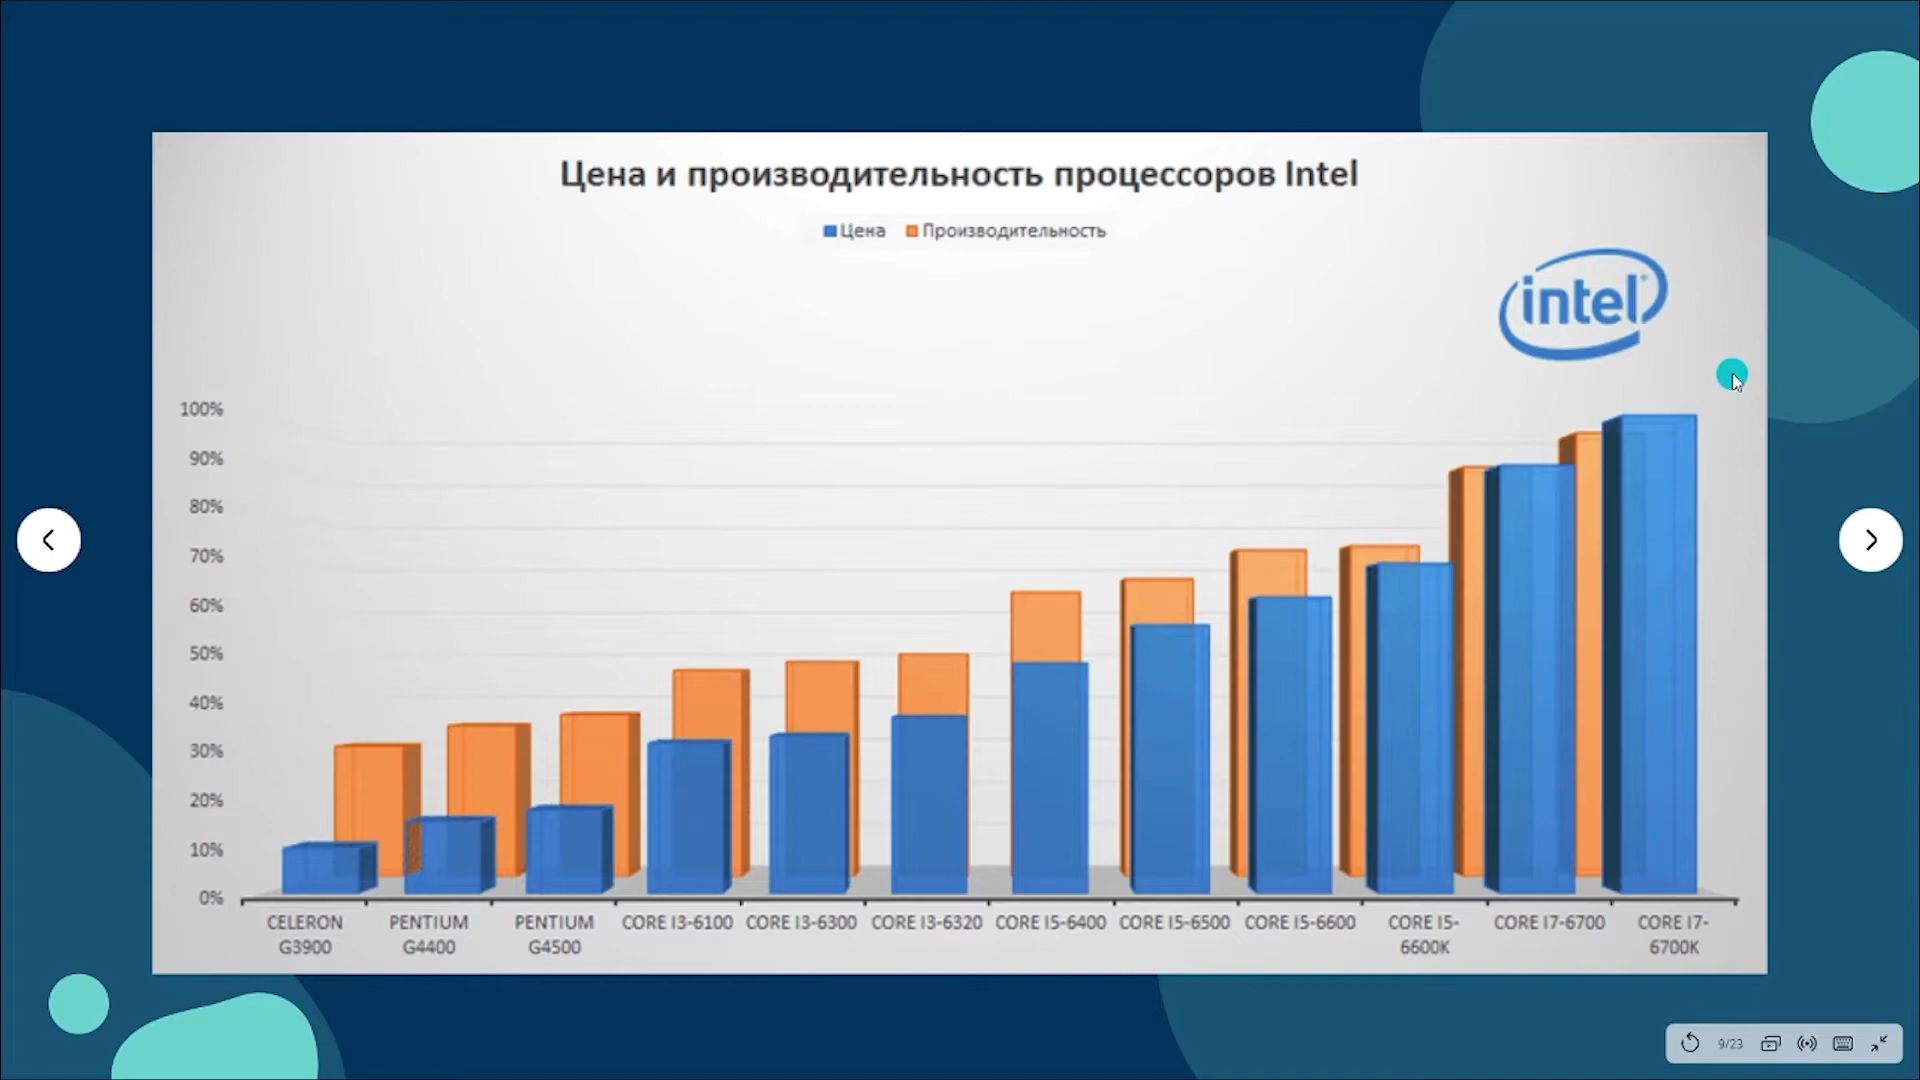 Цена и производительность процессоров Intel
Цена Производительность
intel
100%
90%
80%
70%
60%
50%
40%
30%
20%
10%
0%
CELERON G3900
PENTIUM G4400
PENTIUM G4500
CORE I3-6100
CORE I3-6300
CORE I3-6320
CORE I5-6400
CORE I5-6500
CORE I5-6600
CORE I5-6600K
CORE I7-6700
CORE I7-6700K
9/23